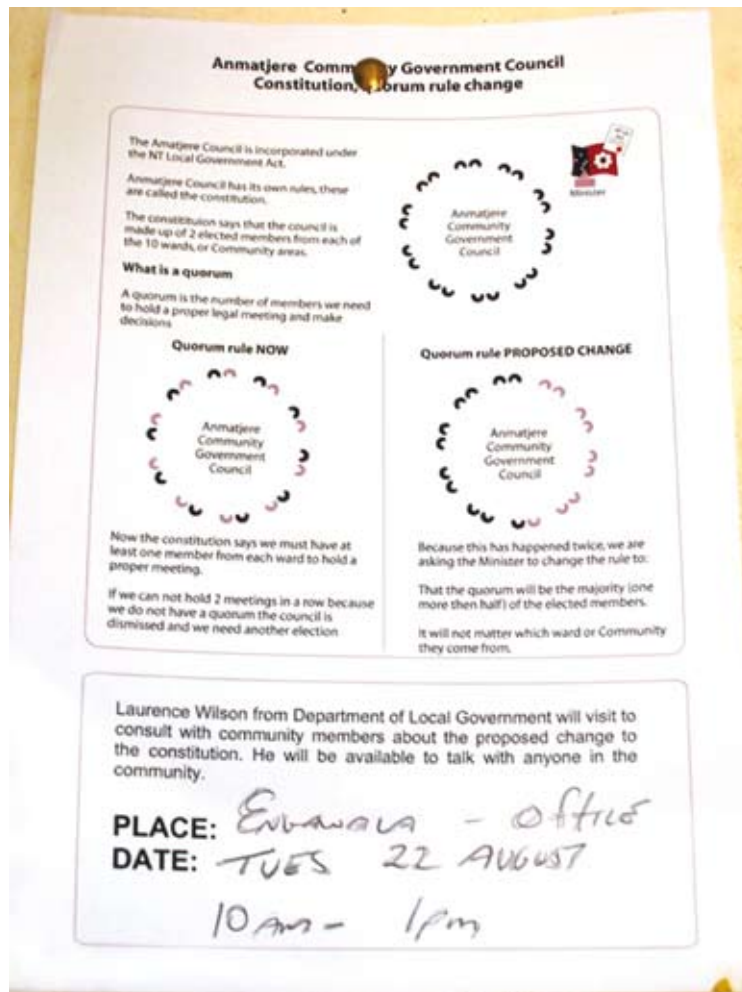 Anmatjere Comm y Government Council
Constitution, orum rule change
The Amatjere Council is incorporated under
the NT Local Government Act.
Anmatjere Council has its own rules, these
are called the constitution.
The constitituion says that the council is
made up of 2 elected members from each of
the 10 wards, or Community areas.
What is a quorum
A quorum is the number of members we need
to hold a proper legal meeting and make
decisions
Anmatjere
Community
Government
Council
Minister
Quorum rule NOW
Anmatjere
Community
Government
Council
Now the constitution says we must have at
least one member from each ward to hold a
proper meeting.
If we can not hold 2 meetings in a row because
we do not have a quorum the council is
dismissed and we need another election
Quorum rule PROPOSED CHANGE
Anmatjere
Community
Government
Council
Because this has happened twice, we are
asking the Minister to change the rule to:
That the quorum will be the majority (one
more then half) of the elected members.
It will not matter which ward or Community
they come from.
Laurence Wilson from Department of Local Government will visit to
consult with community members about the proposed change to
the constitution. He will be available to talk with anyone in the
community.
PLACE: ENGAWALA - OFFICE
DATE: TUES 22 AUGUST
10 AM - 1pm